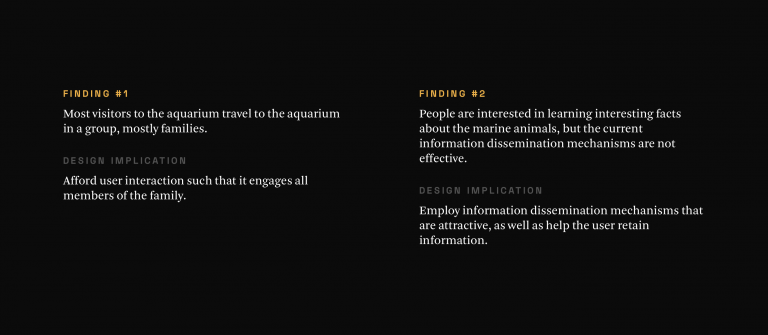 FINDING #1
Most visitors to the aquarium travel to the aquarium
in a group, mostly families.
DESIGN IMPLICATION
Afford user interaction such that it engages all
members of the family.
FINDING #2
People are interested in learning interesting facts
about the marine animals, but the current
information dissemination mechanisms are not
effective.
DESIGN IMPLICATION
Employ information dissemination mechanisms that
are attractive, as well as help the user retain
information.